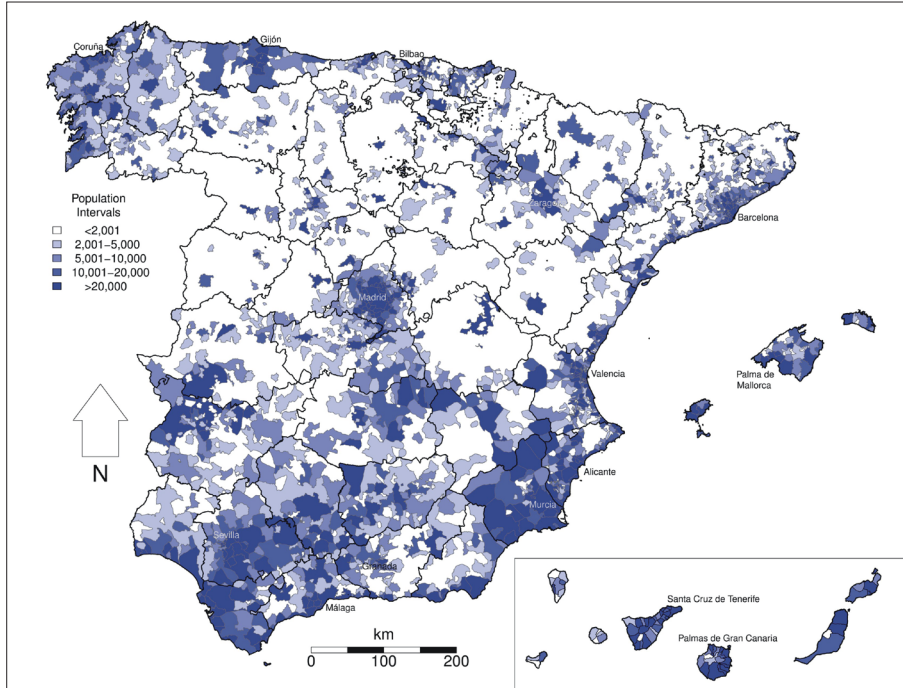 Coruña
Gijón
Bilbao
Zaragoza
Barcelona
Population
Intervals
<2,001
2,001–5,000
5,001–10,000
10,001–20,000
>20,000
Madrid
Valencia
Palma de
Mallorca
N
Alicante
Murcia
Sevilla
Granada
Málaga
km
0 100 200
Santa Cruz de Tenerife
Palmas de Gran Canaria